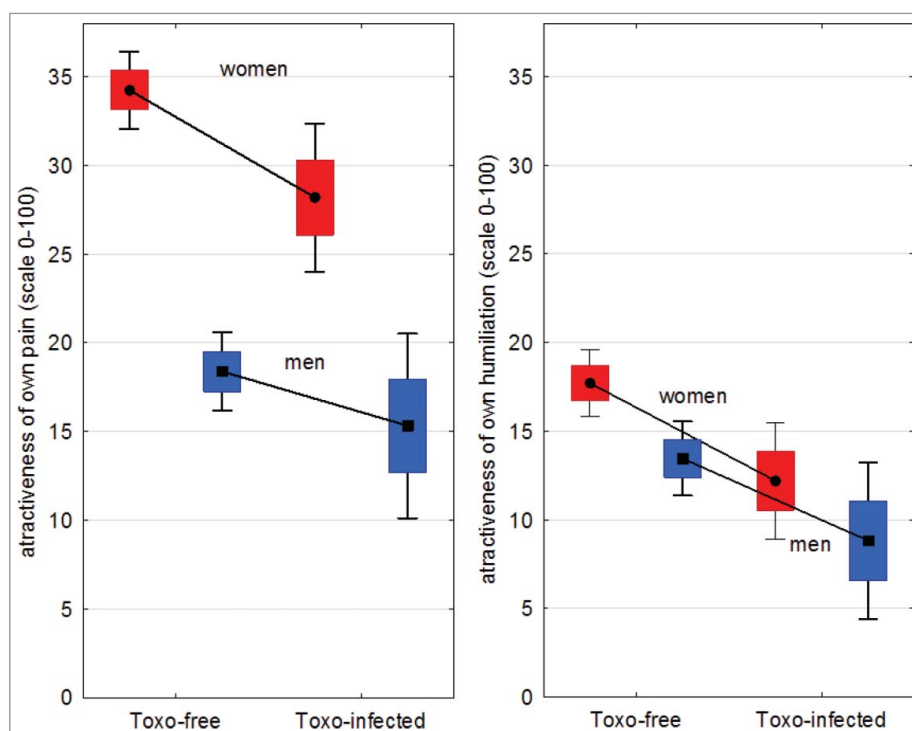 atractiveness of own pain (scale 0-100)
35
30
25
20
15
10
5
0
women
men
Toxo-free
Toxo-infected
atractiveness of own humiliation (scale 0-100)
35
30
25
20
15
10
5
0
women
men
Toxo-free
Toxo-infected